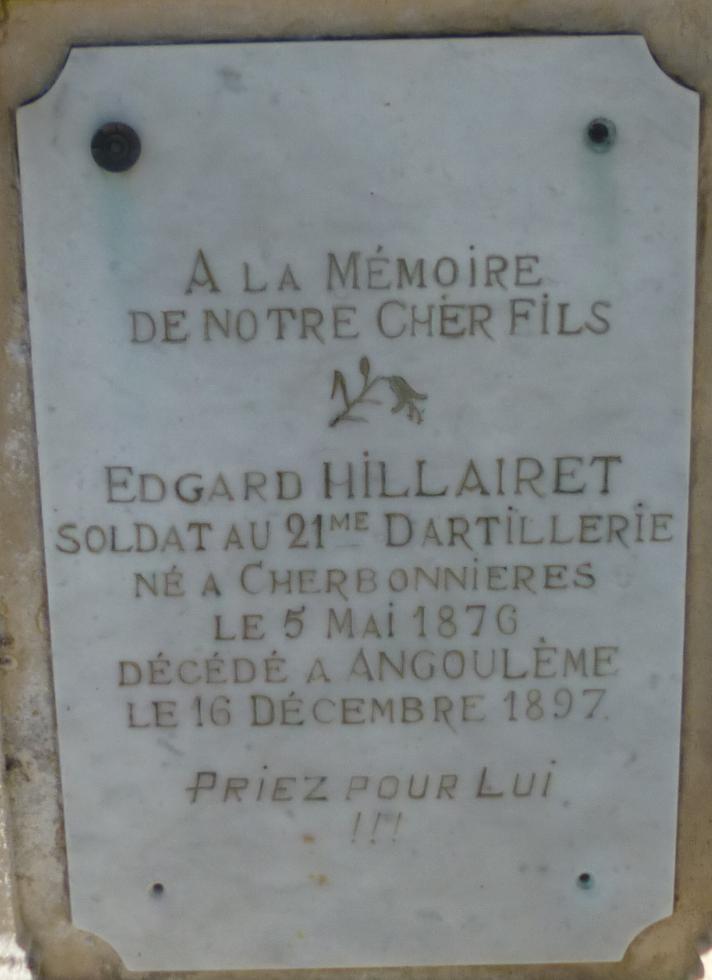 A LA MÉMOIRE
DE NOTRE CHER FILS
EDGARD HILLAIRET
SOLDAT AU 21ME DARTILLERIE
NÉ A CHERBONNIERES
LE 5 MAI 1876
DÉCÉDÉ A ANGOULÈME
LE 16 DÉCEMBRE 1897.
PRIEZ POUR LUI
!!!